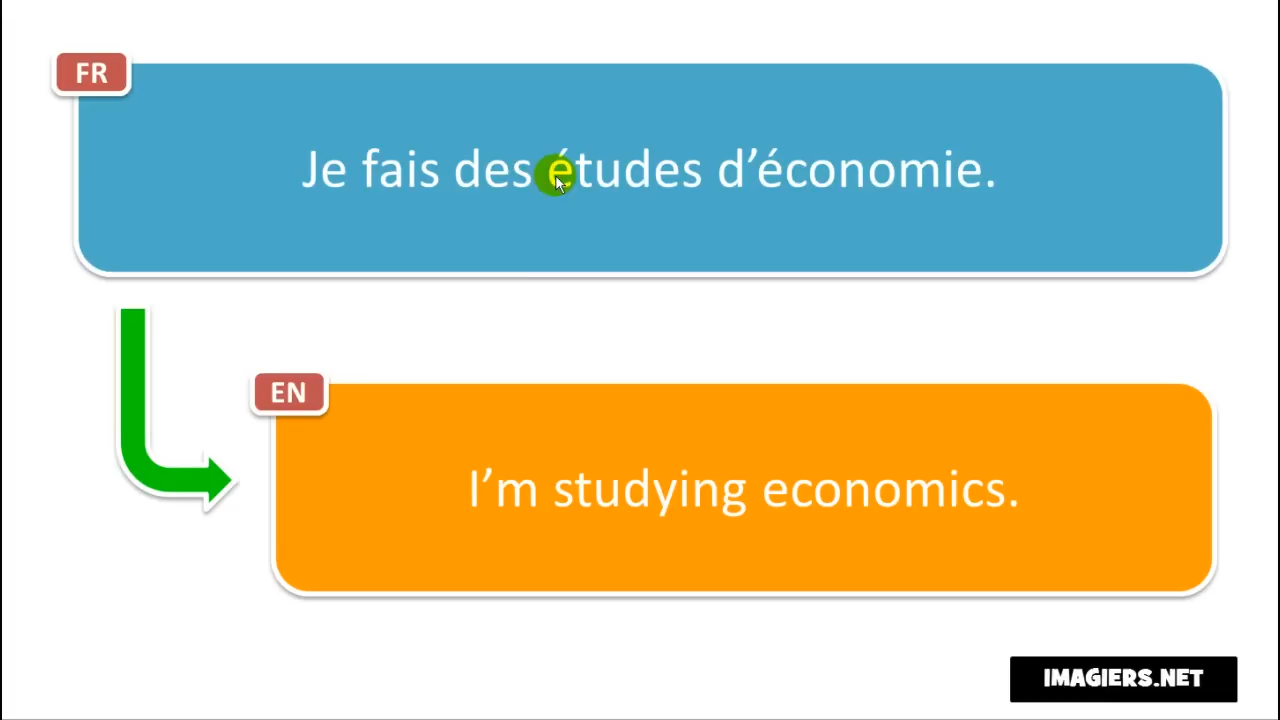 FR
Je fais des études d’économie.
EN
I’m studying economics.
IMAGIERS.NET